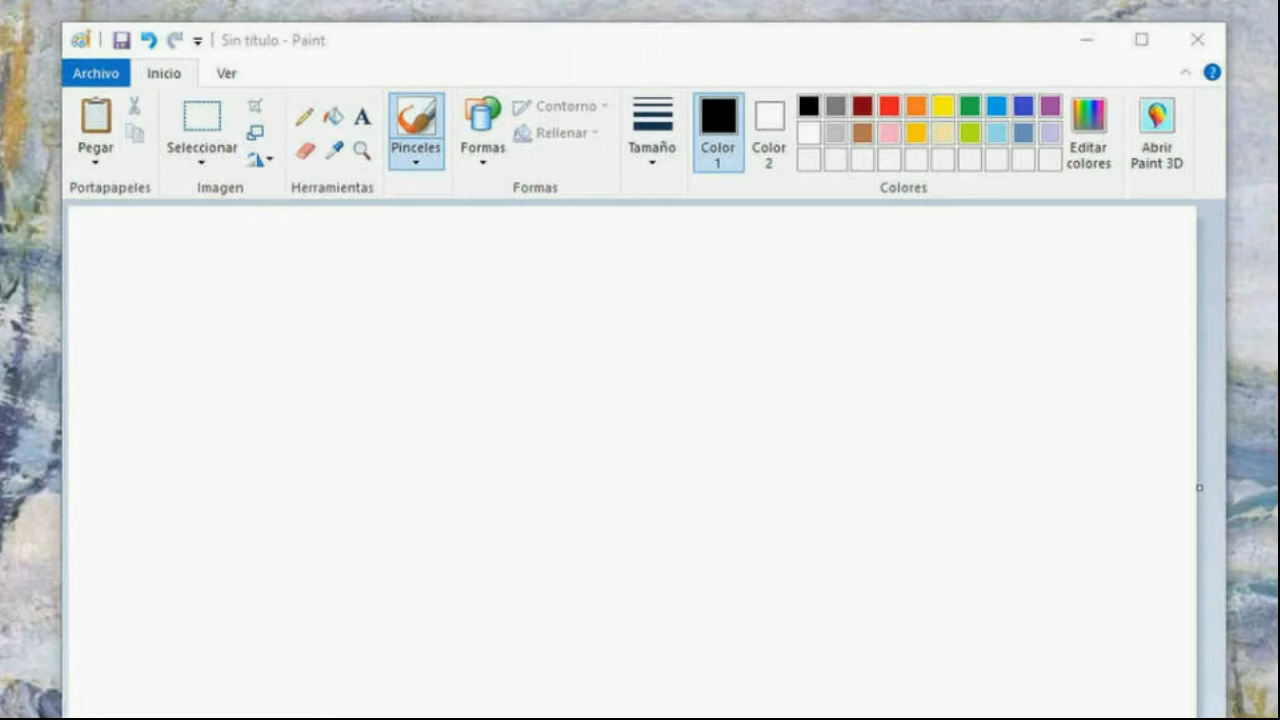 Sin título - Paint
Archivo Inicio Ver
Contorno
Rellenar
Pegar Seleccionar Pinceles Formas Tamaño Color 1 Color 2 Editar colores Abrir Paint 3D
Portapapeles Imagen Herramientas Formas Colores